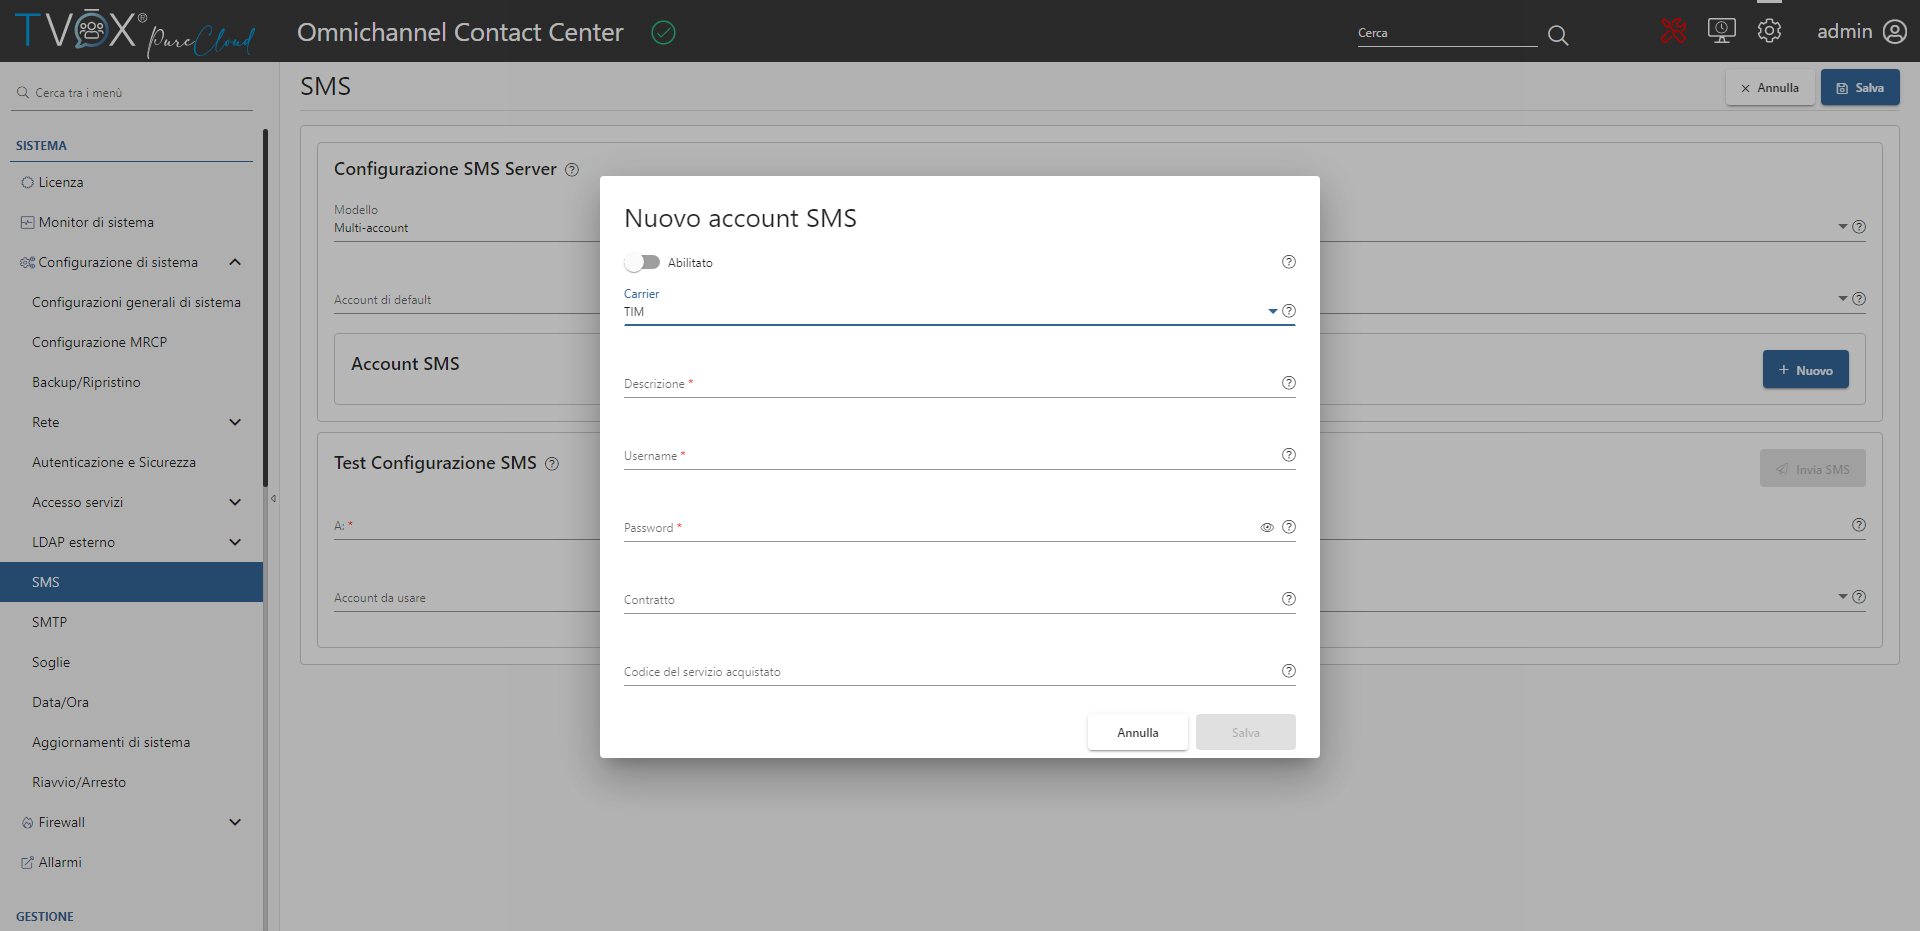 TVOX® PureCloud
Omnichannel Contact Center
Cerca
admin
Cerca tra i menù
SISTEMA
Licenza
Monitor di sistema
Configurazione di sistema
Configurazioni generali di sistema
Configurazione MRCP
Backup/Ripristino
Rete
Autenticazione e Sicurezza
Accesso servizi
LDAP esterno
SMS
SMTP
Soglie
Data/Ora
Aggiornamenti di sistema
Riavvio/Arresto
Firewall
Allarmi
GESTIONE
SMS
Annulla
Salva
Configurazione SMS Server
Modello
Multi-account
Account di default
Account SMS
Nuovo
Test Configurazione SMS
Invia SMS
A: *
Account da usare
Nuovo account SMS
Abilitato
Carrier
TIM
Descrizione *
Username *
Password *
Contratto
Codice del servizio acquistato
Annulla
Salva